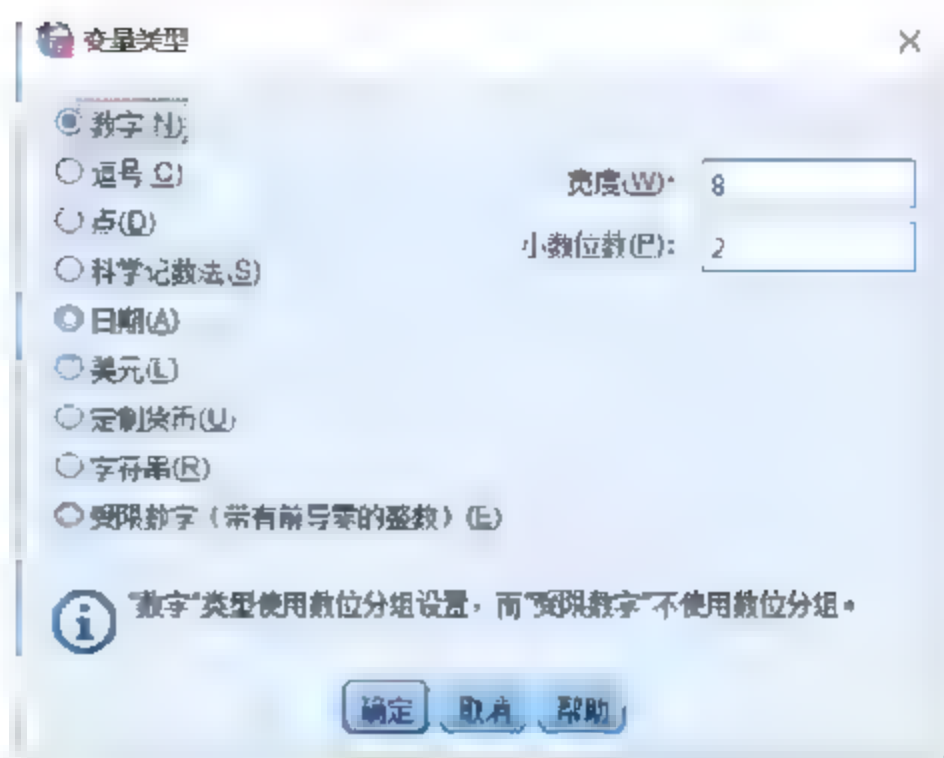 变量类型
数字(N)
逗号(C)
点(D)
科学记数法(S)
日期(A)
美元(L)
定制货币(U)
字符串(R)
受限数字（带有前导零的整数）(E)
宽度(W):
8
小数位数(P):
2
"数字"类型使用数位分组设置，而"受限数字"不使用数位分组。
确定
取消
帮助